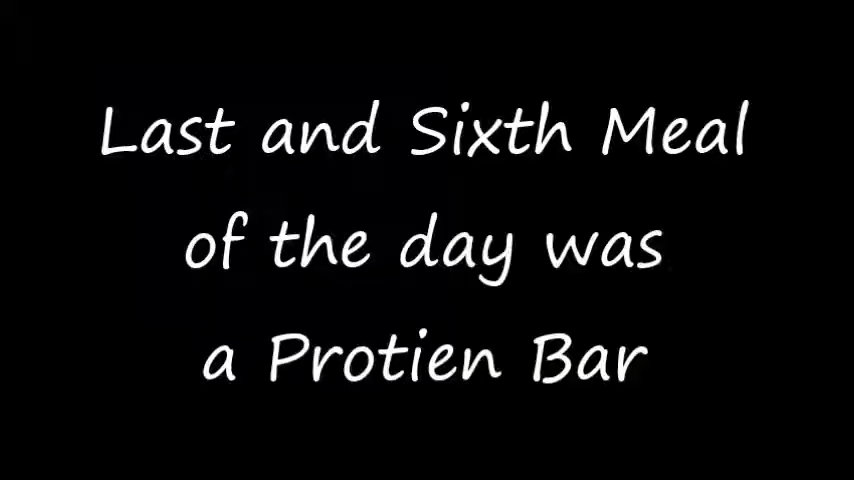 Last and Sixth Meal
of the day was
a Protien Bar